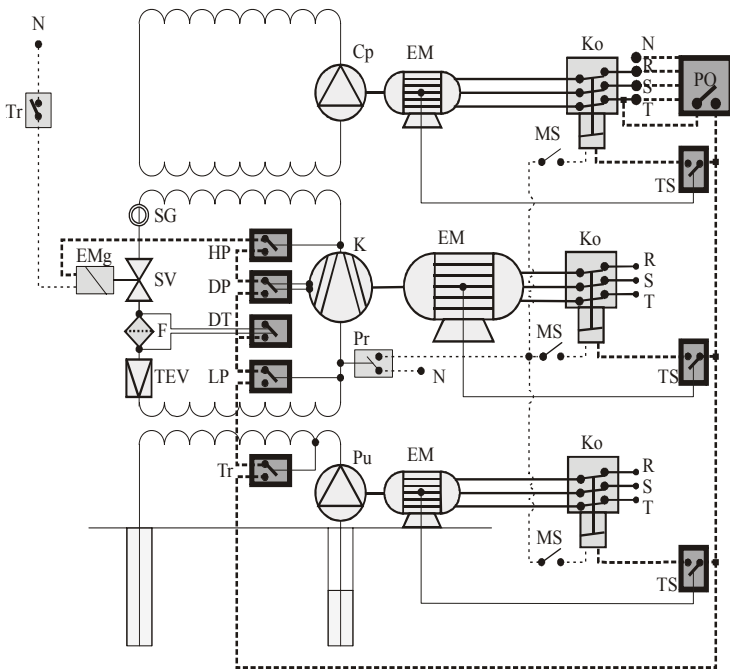 N
Cp
EM
Ko
N
R
S
T
PO
Tr
MS
TS
SG
HP
K
EM
Ko
R
S
T
EMg
SV
DP
DT
F
Pr
MS
TEV
LP
N
TS
Tr
Pu
EM
Ko
R
S
T
MS
TS